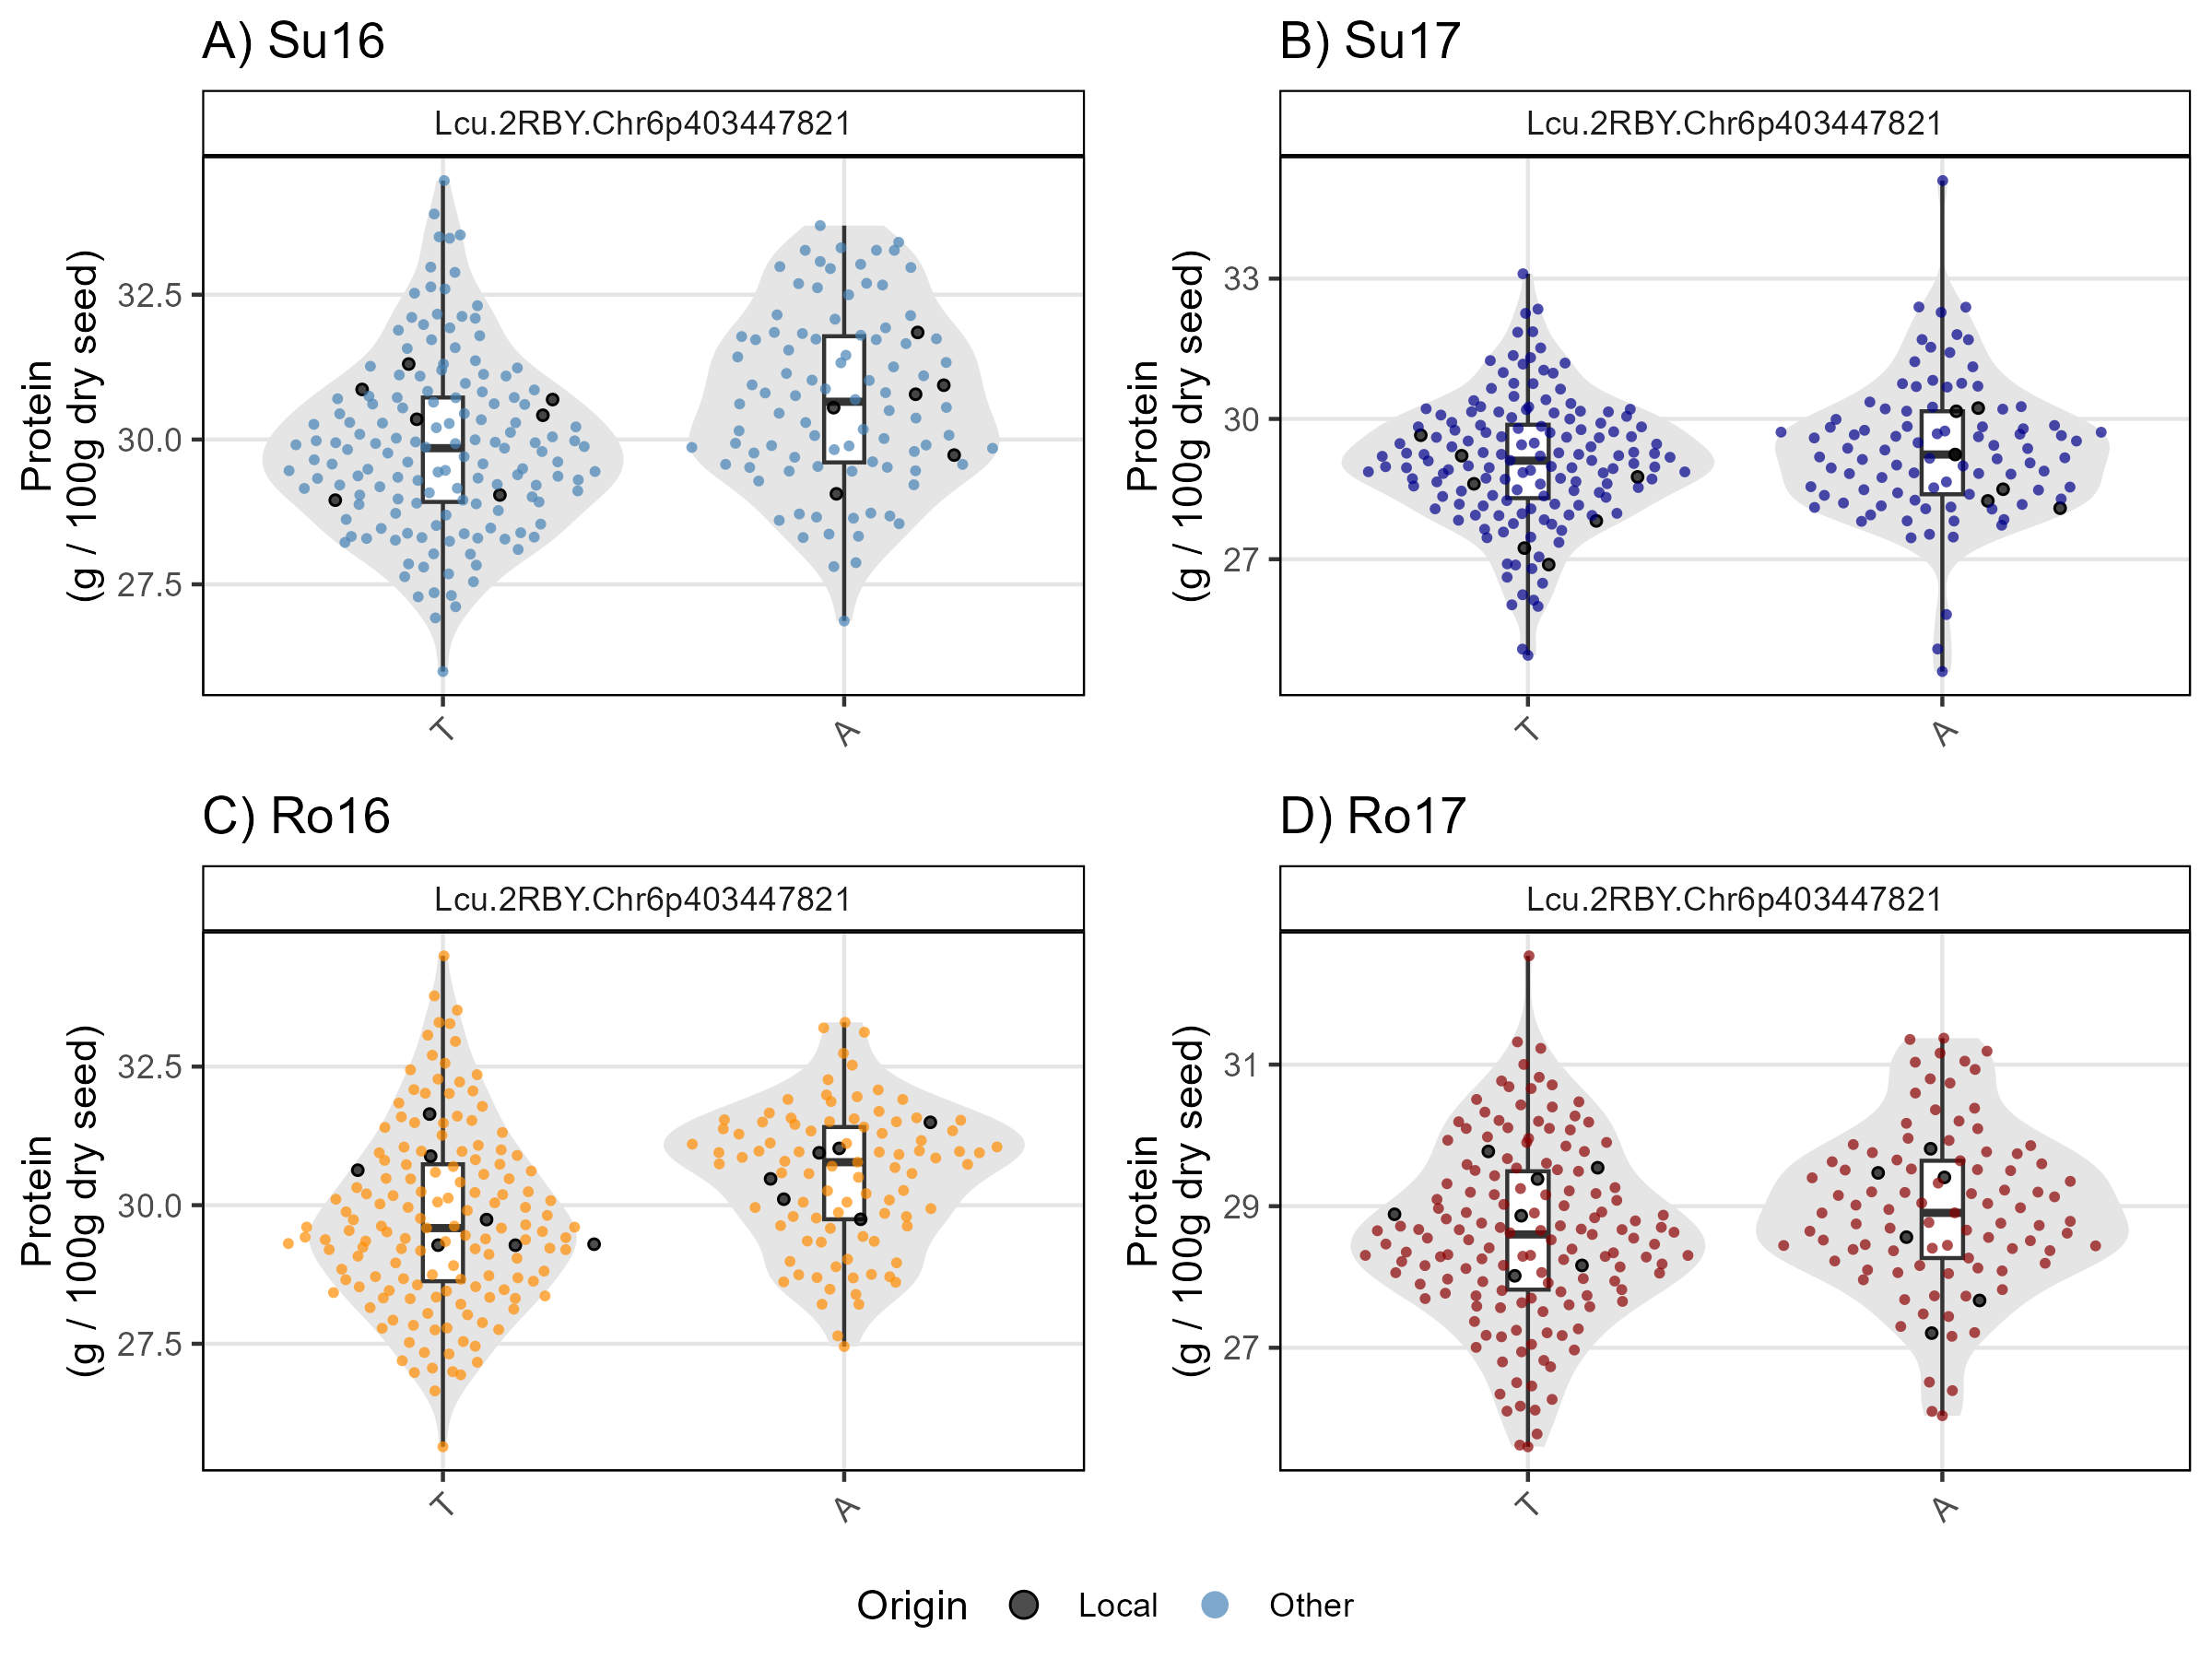 A) Su16
Lcu.2RBY.Chr6p403447821
Protein
(g / 100g dry seed)
32.5
30.0
27.5
T
A
B) Su17
Lcu.2RBY.Chr6p403447821
Protein
(g / 100g dry seed)
33
30
27
T
A
C) Ro16
Lcu.2RBY.Chr6p403447821
Protein
(g / 100g dry seed)
32.5
30.0
27.5
T
A
D) Ro17
Lcu.2RBY.Chr6p403447821
Protein
(g / 100g dry seed)
31
29
27
T
A
Origin Local Other